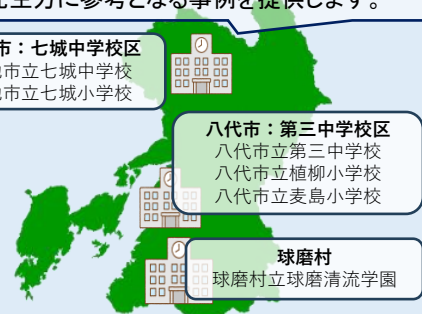 先生方に参考となる事例を提供します。
市：七城中学校区
池市立七城中学校
池市立七城小学校
八代市：第三中学校区
八代市立第三中学校
八代市立植柳小学校
八代市立麦島小学校
球磨村
球磨村立球磨清流学園